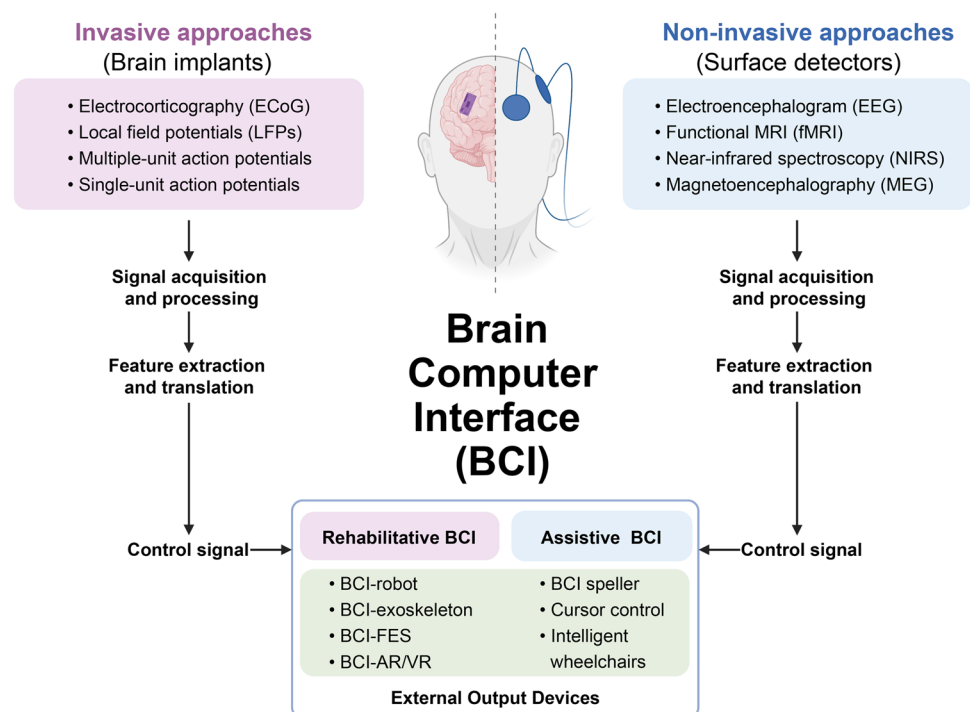 Invasive approaches
(Brain implants)
• Electrocorticography (ECoG)
• Local field potentials (LFPs)
• Multiple-unit action potentials
• Single-unit action potentials
Signal acquisition
and processing
Feature extraction
and translation
Control signal
Non-invasive approaches
(Surface detectors)
• Electroencephalogram (EEG)
• Functional MRI (fMRI)
• Near-infrared spectroscopy (NIRS)
• Magnetoencephalography (MEG)
Signal acquisition
and processing
Feature extraction
and translation
Control signal
Brain
Computer
Interface
(BCI)
Rehabilitative BCI
• BCI-robot
• BCI-exoskeleton
• BCI-FES
• BCI-AR/VR
Assistive BCI
• BCI speller
• Cursor control
• Intelligent
wheelchairs
External Output Devices